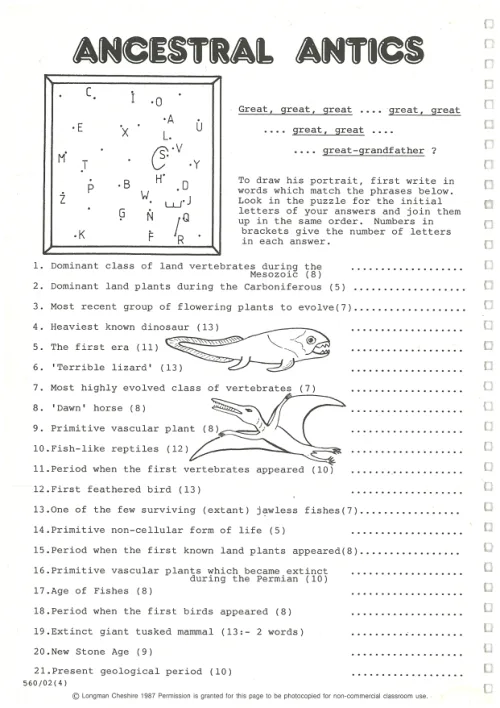 ANCESTRAL ANTICS
C
I
O
A
E
X
U
L
S
V
M
T
Y
H
P
B
D
Z
W
J
G
N
Q
K
F
R
Great, great, great .... great, great
.... great, great ....
.... great-grandfather ?
To draw his portrait, first write in
words which match the phrases below.
Look in the puzzle for the initial
letters of your answers and join them
up in the same order. Numbers in
brackets give the number of letters
in each answer.
1. Dominant class of land vertebrates during the
Mesozoic (8) ...................
2. Dominant land plants during the Carboniferous (5) ...................
3. Most recent group of flowering plants to evolve(7)...................
4. Heaviest known dinosaur (13) ...................
5. The first era (11) ...................
6. 'Terrible lizard' (13) ...................
7. Most highly evolved class of vertebrates (7) ...................
8. 'Dawn' horse (8) ...................
9. Primitive vascular plant (8) ...................
10.Fish-like reptiles (12) ...................
11.Period when the first vertebrates appeared (10) ...................
12.First feathered bird (13) ...................
13.One of the few surviving (extant) jawless fishes(7)...................
14.Primitive non-cellular form of life (5) ...................
15.Period when the first known land plants appeared(8)...................
16.Primitive vascular plants which became extinct
during the Permian (10) ...................
17.Age of Fishes (8) ...................
18.Period when the first birds appeared (8) ...................
19.Extinct giant tusked mammal (13:- 2 words) ...................
20.New Stone Age (9) ...................
21.Present geological period (10) ...................
560/02(4)
© Longman Cheshire 1987 Permission is granted for this page to be photocopied for non-commercial classroom use.